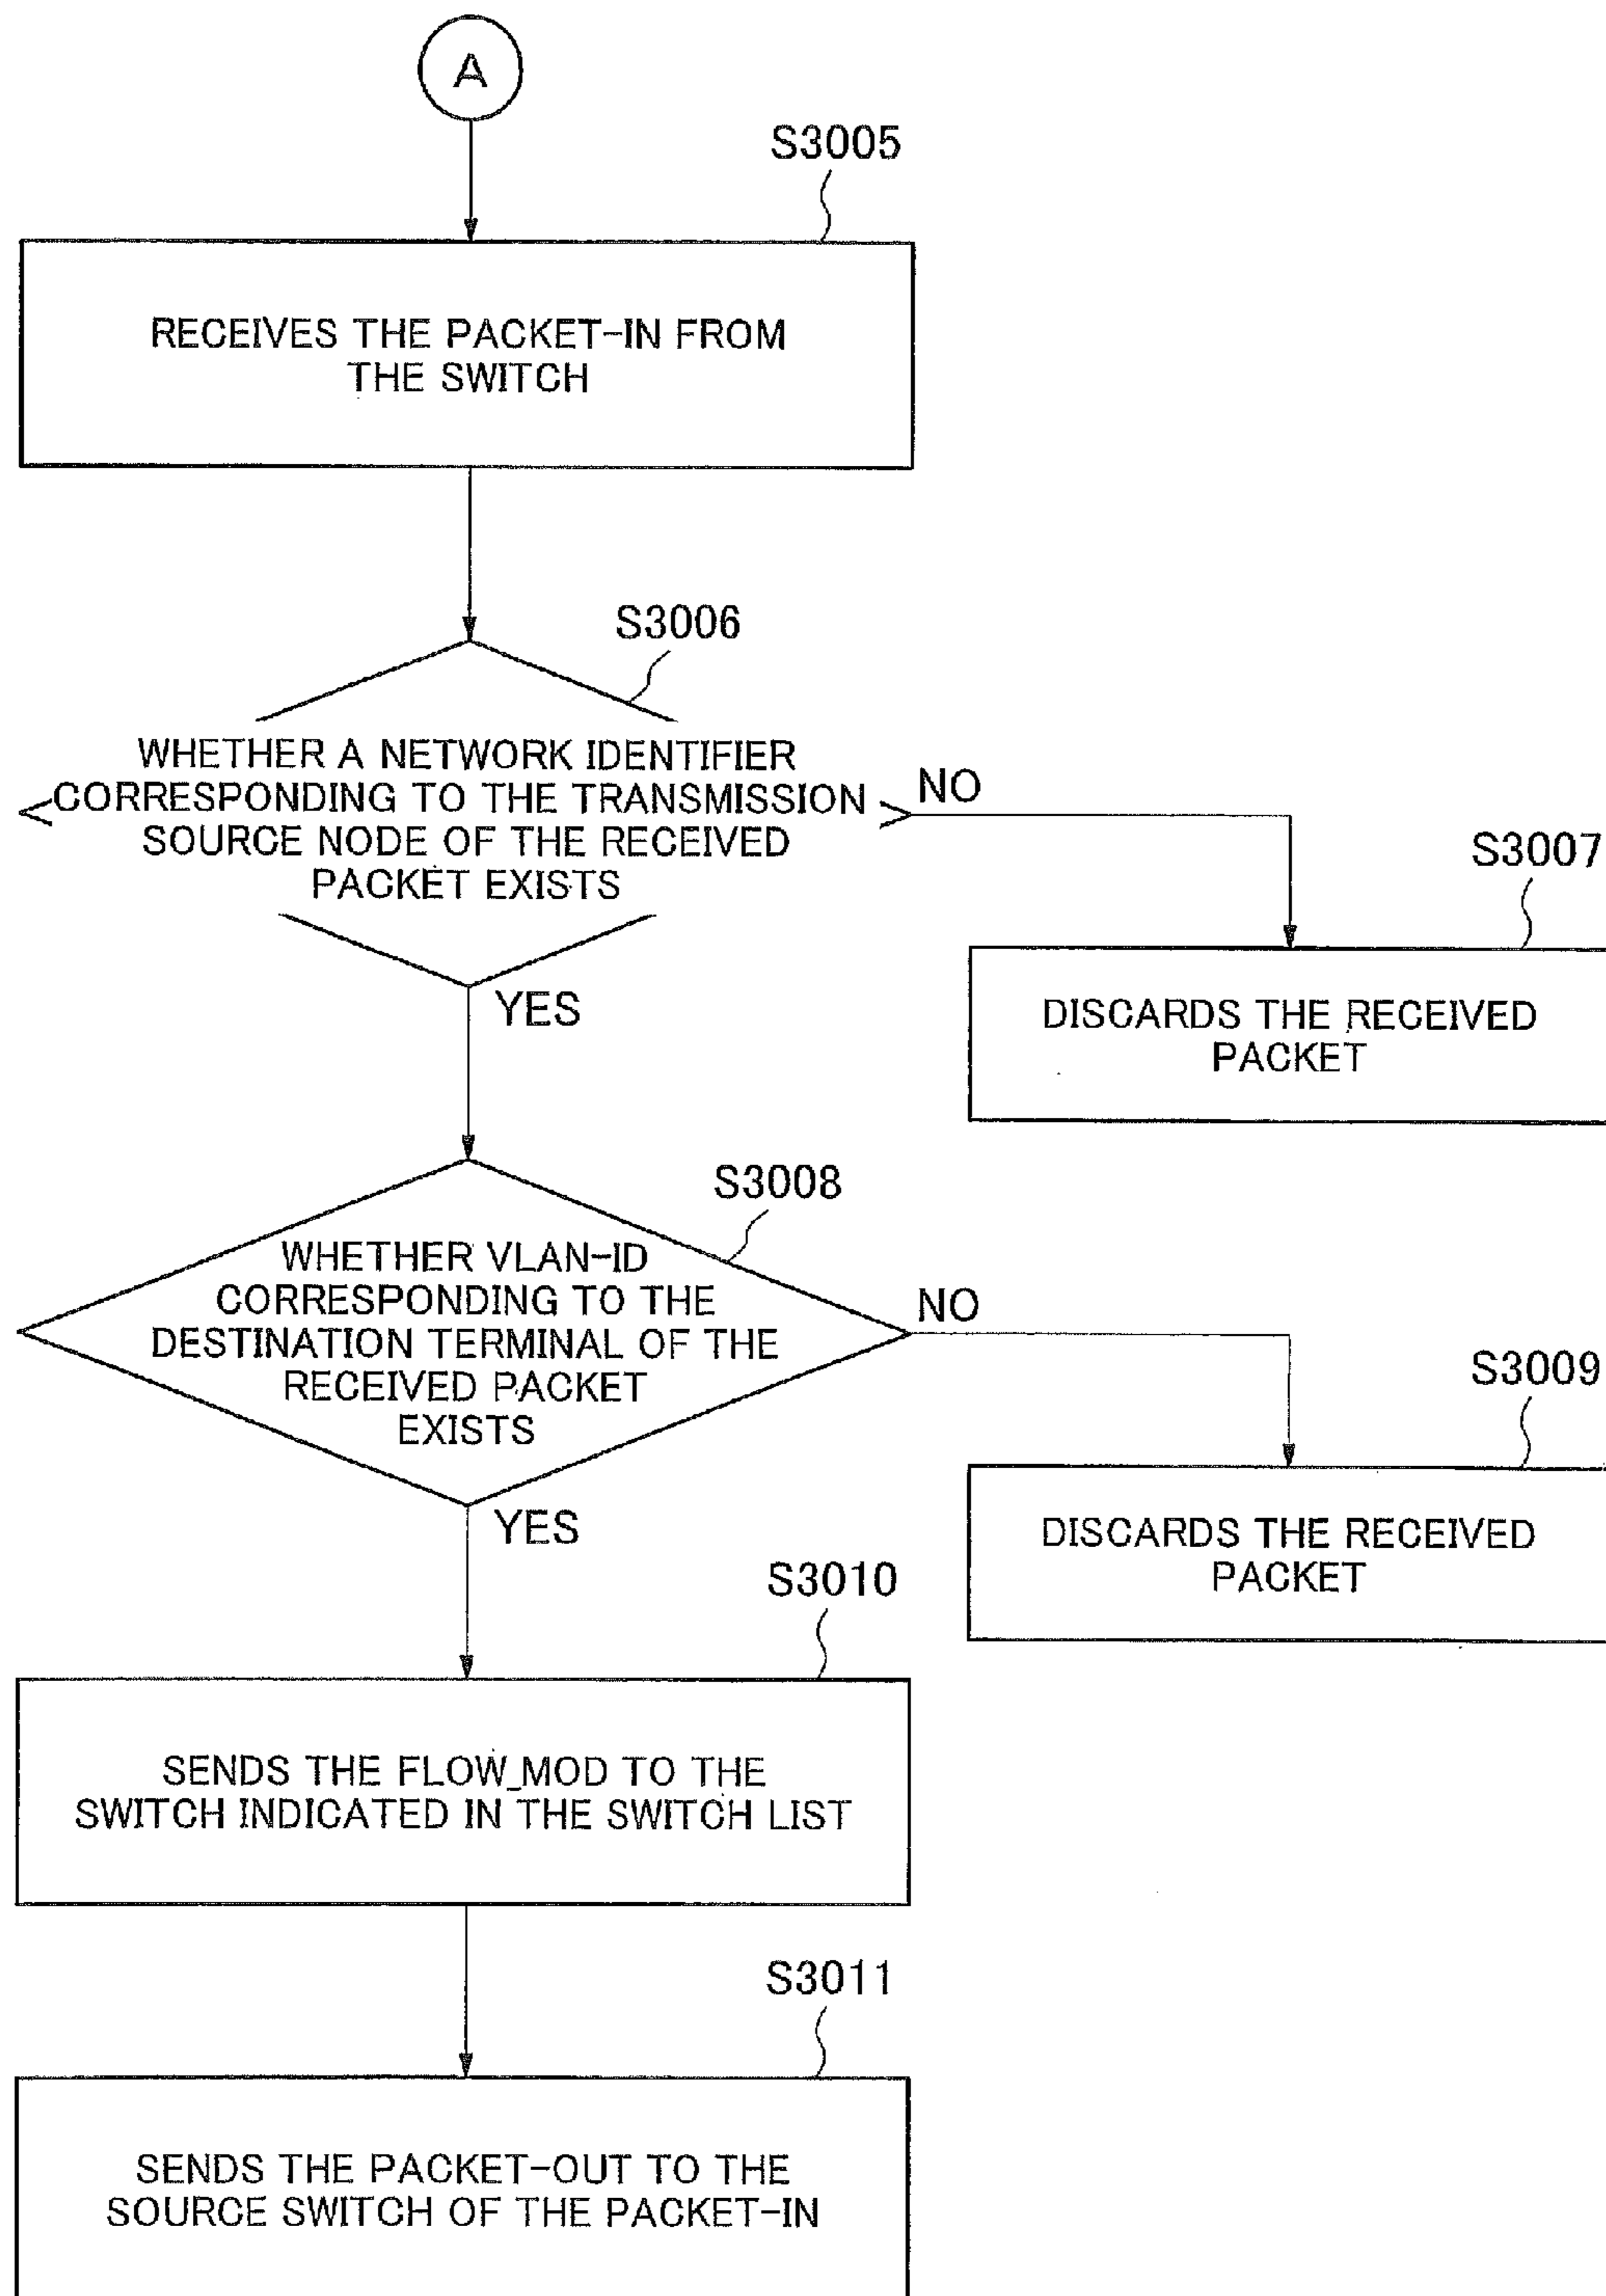 A
S3005
RECEIVES THE PACKET-IN FROM
THE SWITCH
S3006
WHETHER A NETWORK IDENTIFIER
CORRESPONDING TO THE TRANSMISSION
SOURCE NODE OF THE RECEIVED
PACKET EXISTS
NO
S3007
DISCARDS THE RECEIVED
PACKET
YES
S3008
WHETHER VLAN-ID
CORRESPONDING TO THE
DESTINATION TERMINAL OF THE
RECEIVED PACKET
EXISTS
NO
S3009
DISCARDS THE RECEIVED
PACKET
YES
S3010
SENDS THE FLOW_MOD TO THE
SWITCH INDICATED IN THE SWITCH LIST
S3011
SENDS THE PACKET-OUT TO THE
SOURCE SWITCH OF THE PACKET-IN